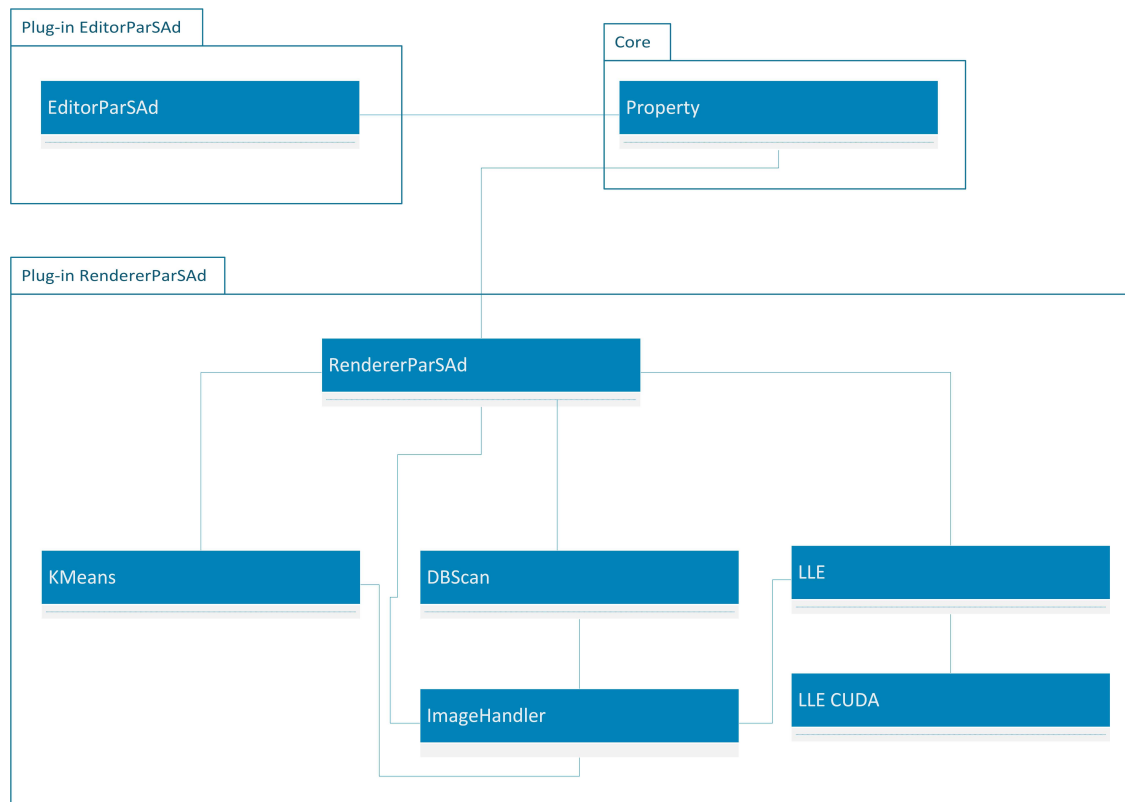 Plug-in EditorParSAd
Core
EditorParSAd
Property
Plug-in RendererParSAd
RendererParSAd
KMeans
DBScan
LLE
ImageHandler
LLE CUDA